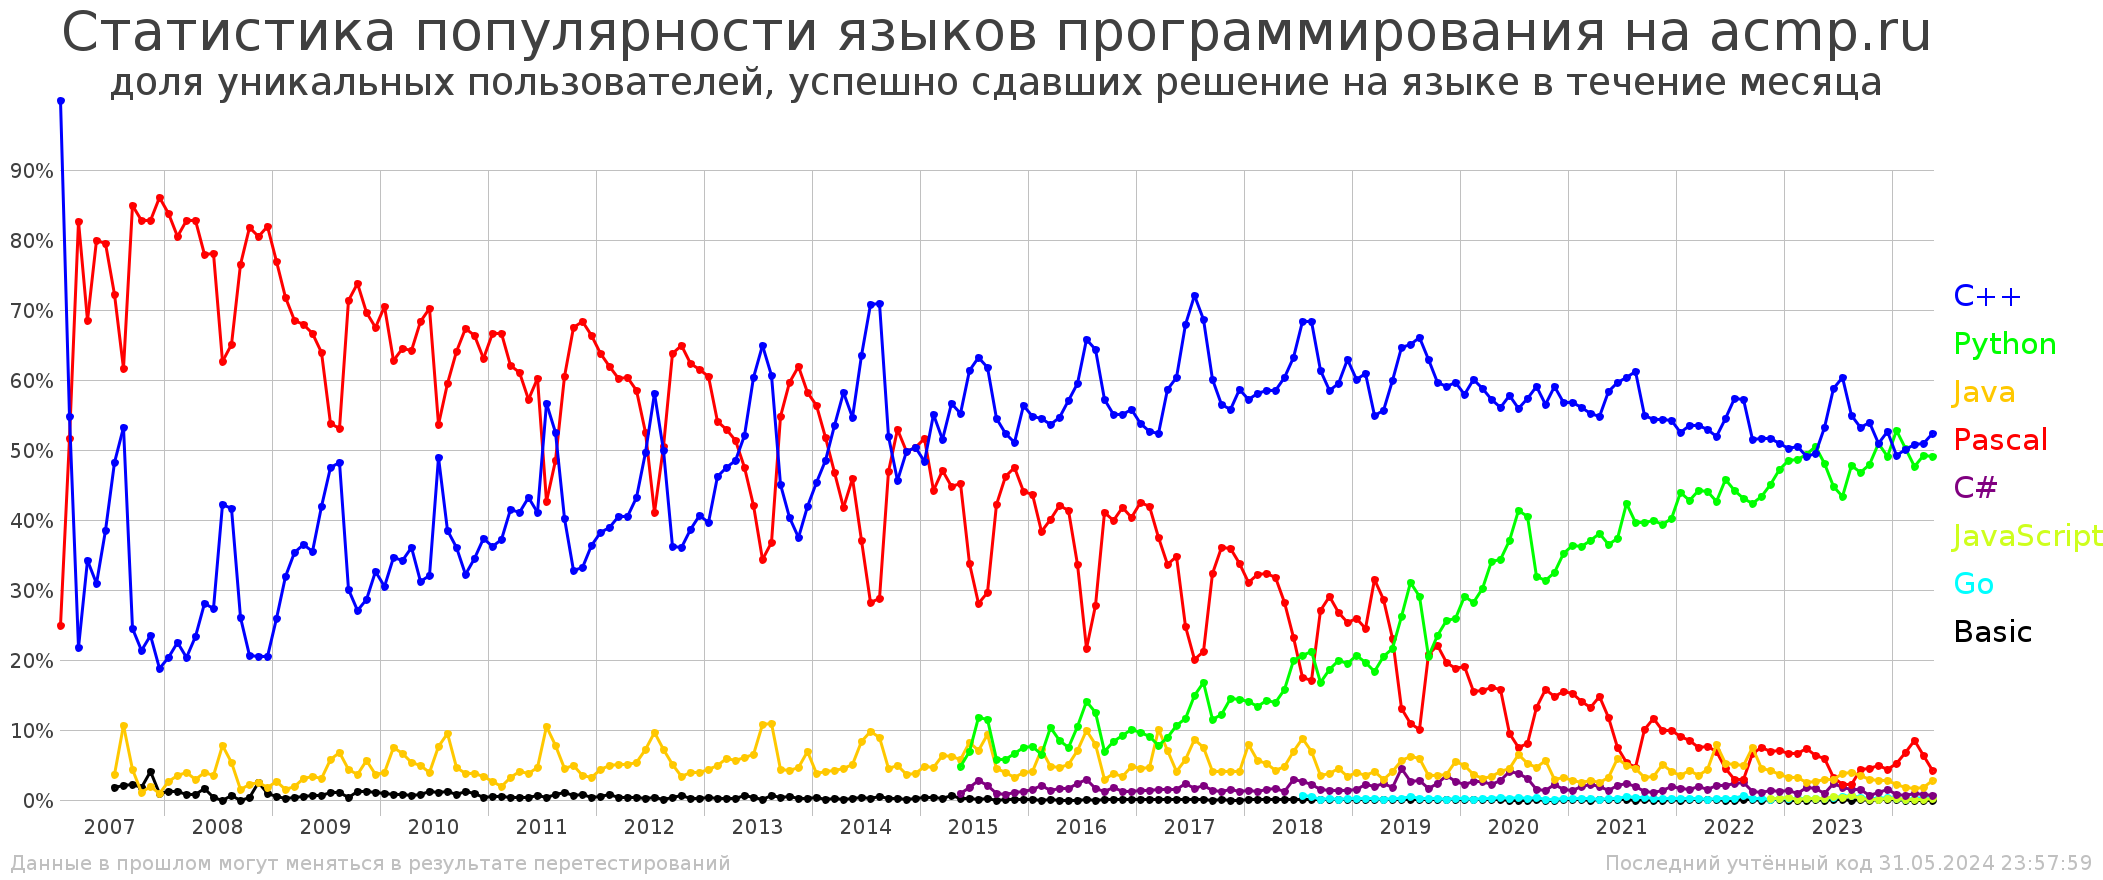 Статистика популярности языков программирования на acmp.ru
доля уникальных пользователей, успешно сдавших решение на языке в течение месяца
90%
80%
70%
60%
50%
40%
30%
20%
10%
0%
2007 2008 2009 2010 2011 2012 2013 2014 2015 2016 2017 2018 2019 2020 2021 2022 2023
C++
Python
Java
Pascal
C#
JavaScript
Go
Basic
Данные в прошлом могут меняться в результате перетестирований
Последний учтённый код 31.05.2024 23:57:59